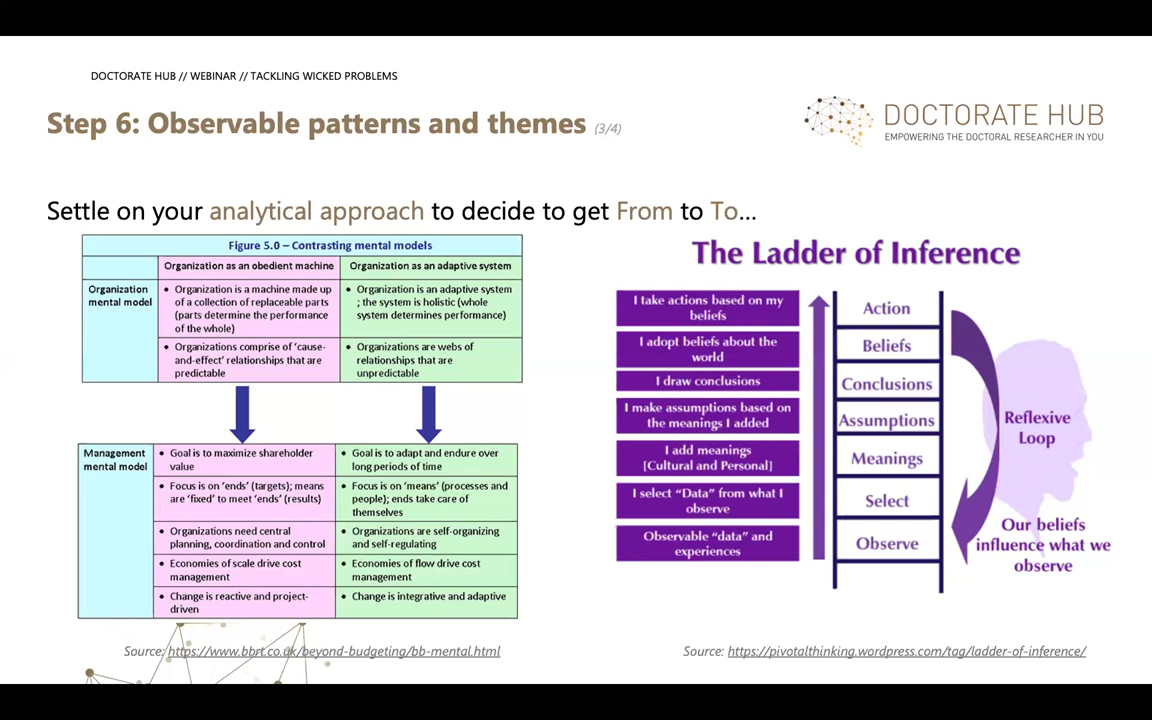 DOCTORATE HUB // WEBINAR // TACKLING WICKED PROBLEMS
Step 6: Observable patterns and themes (3/4)
DOCTORATE HUB
EMPOWERING THE DOCTORAL RESEARCHER IN YOU
Settle on your analytical approach to decide to get From to To...
Figure 5.0 – Contrasting mental models
Organization as an obedient machine
Organization as an adaptive system
Organization
mental model
• Organization is a machine made up
of a collection of replaceable parts
(parts determine the performance
of the whole)
• Organization is an adaptive system
; the system is holistic (whole
system determines performance)
• Organizations comprise of ‘cause-
and-effect’ relationships that are
predictable
• Organizations are webs of
relationships that are
unpredictable
Management
mental model
• Goal is to maximize shareholder
value
• Goal is to adapt and endure over
long periods of time
• Focus is on ‘ends’ (targets); means
are ‘fixed’ to meet ‘ends’ (results)
• Focus is on ‘means’ (processes and
people); ends take care of
themselves
• Organizations need central
planning, coordination and control
• Organizations are self-organizing
and self-regulating
• Economies of scale drive cost
management
• Economies of flow drive cost
management
• Change is reactive and project-
driven
• Change is integrative and adaptive
Source: https://www.bbrt.co.uk/beyond-budgeting/bb-mental.html
The Ladder of Inference
I take actions based on my
beliefs
Action
I adopt beliefs about the
world
Beliefs
I draw conclusions
Conclusions
I make assumptions based on
the meanings I added
Assumptions
I add meanings
[Cultural and Personal]
Meanings
I select “Data” from what I
observe
Select
Observable “data” and
experiences
Observe
Reflexive
Loop
Our beliefs
influence what we
observe
Source: https://pivotalthinking.wordpress.com/tag/ladder-of-inference/